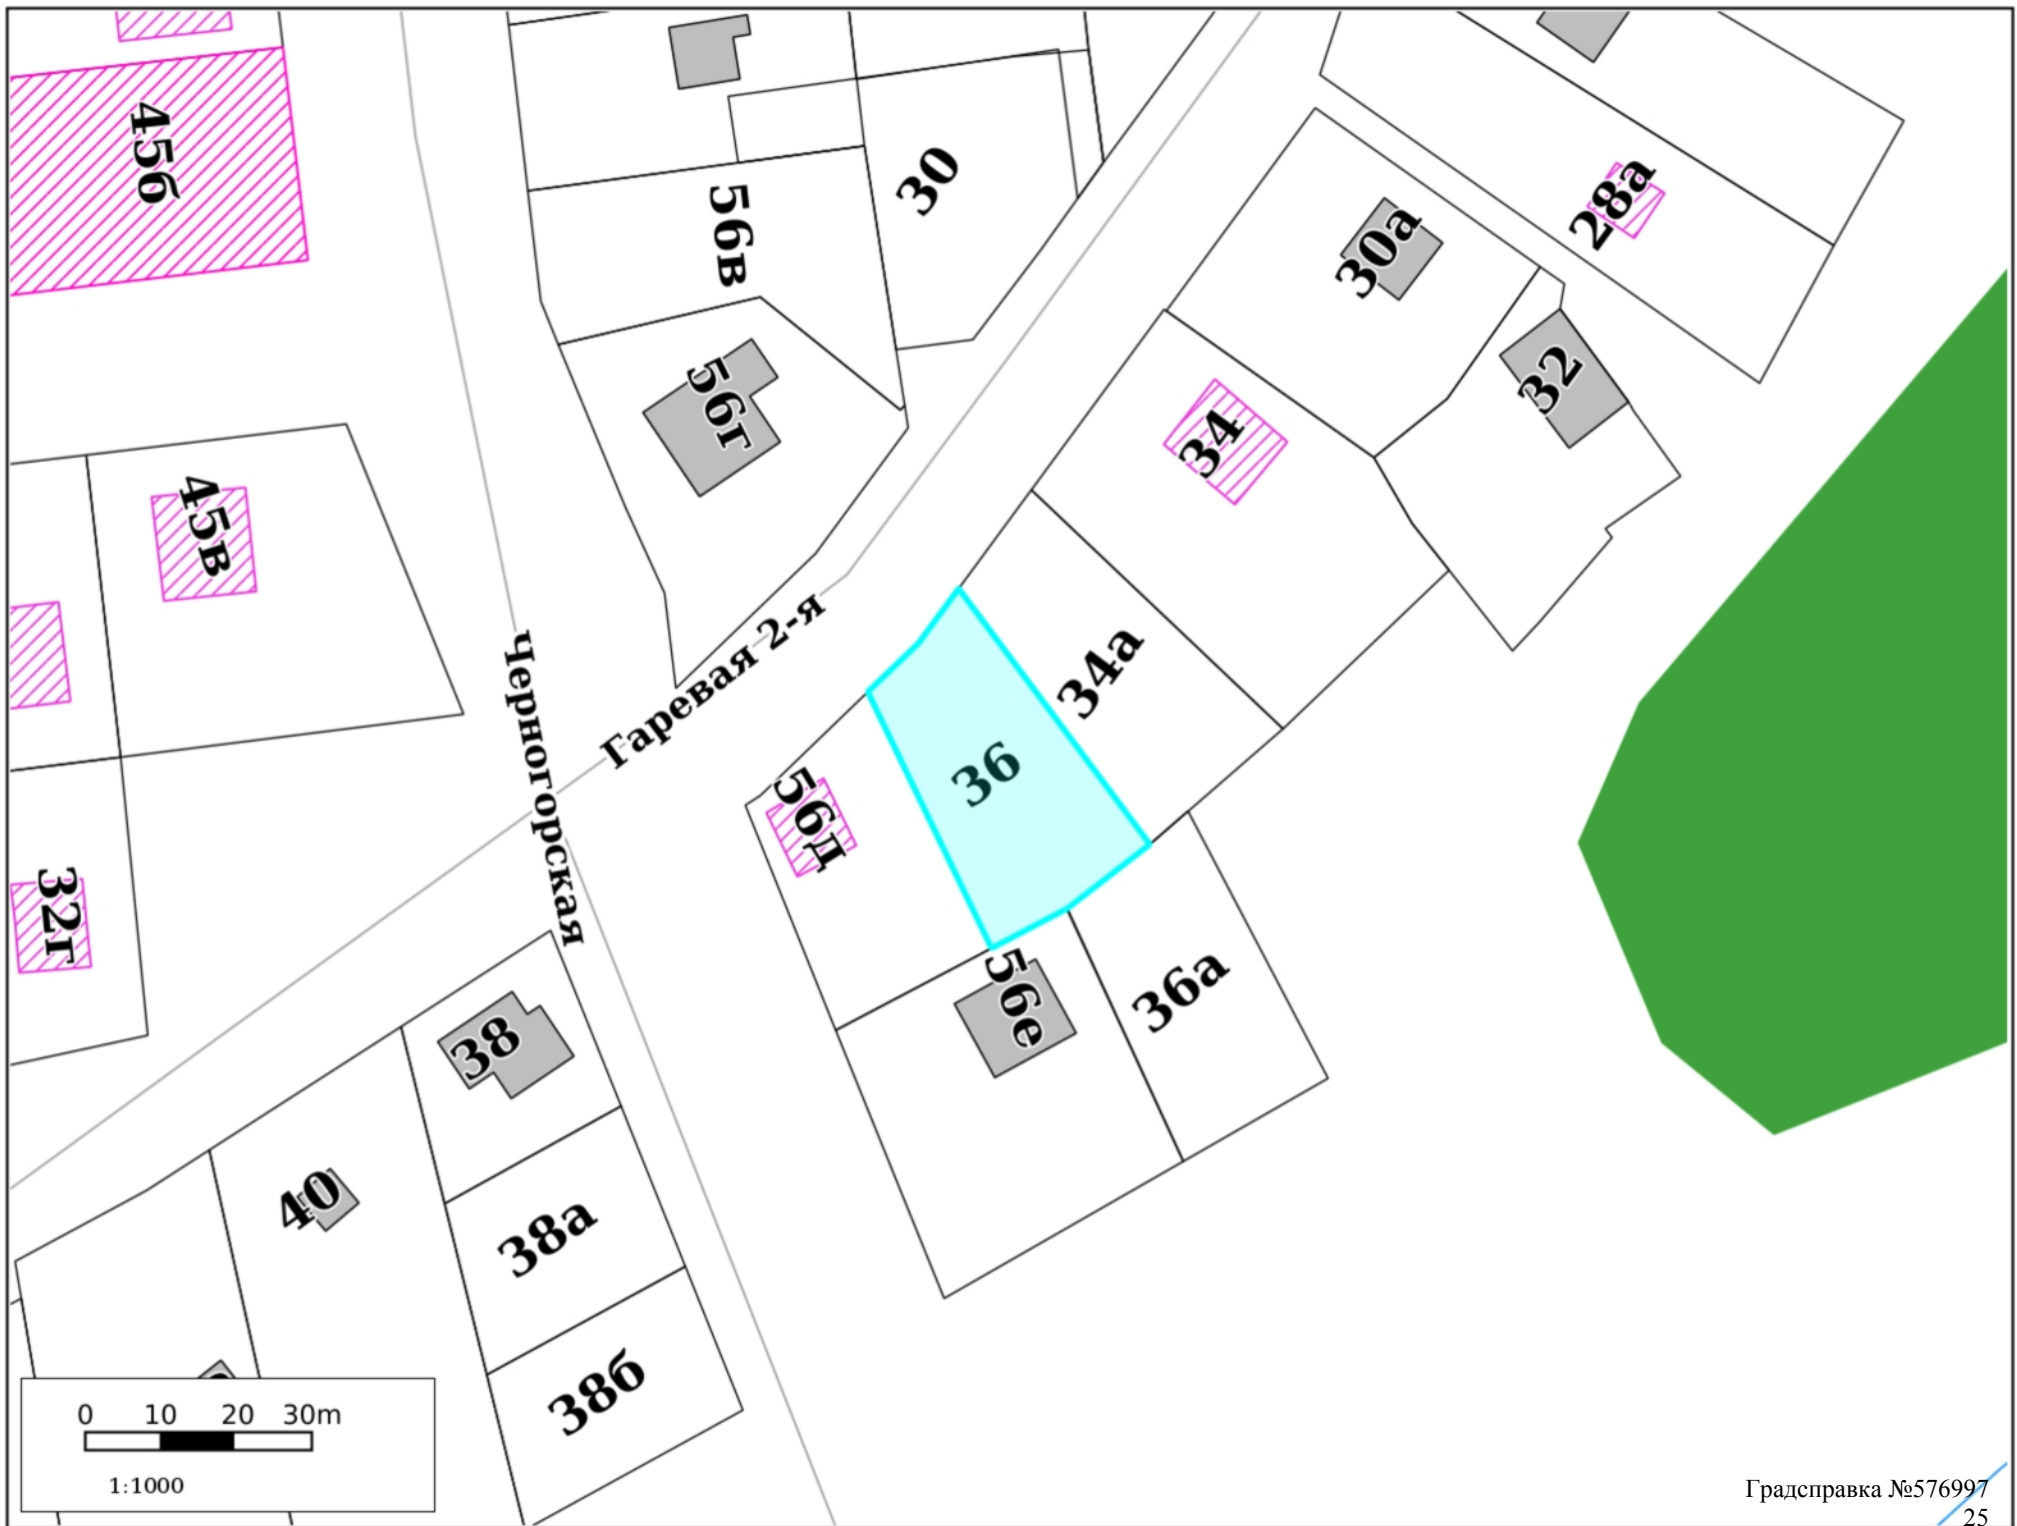 45б
30
28а
56в
30а
32
56г
34
45в
Гаревая 2-я
34а
Черногорская
36
56д
32г
56е
36а
38
40
38а
38б
0 10 20 30m
1:1000
Градсправка №576997
25